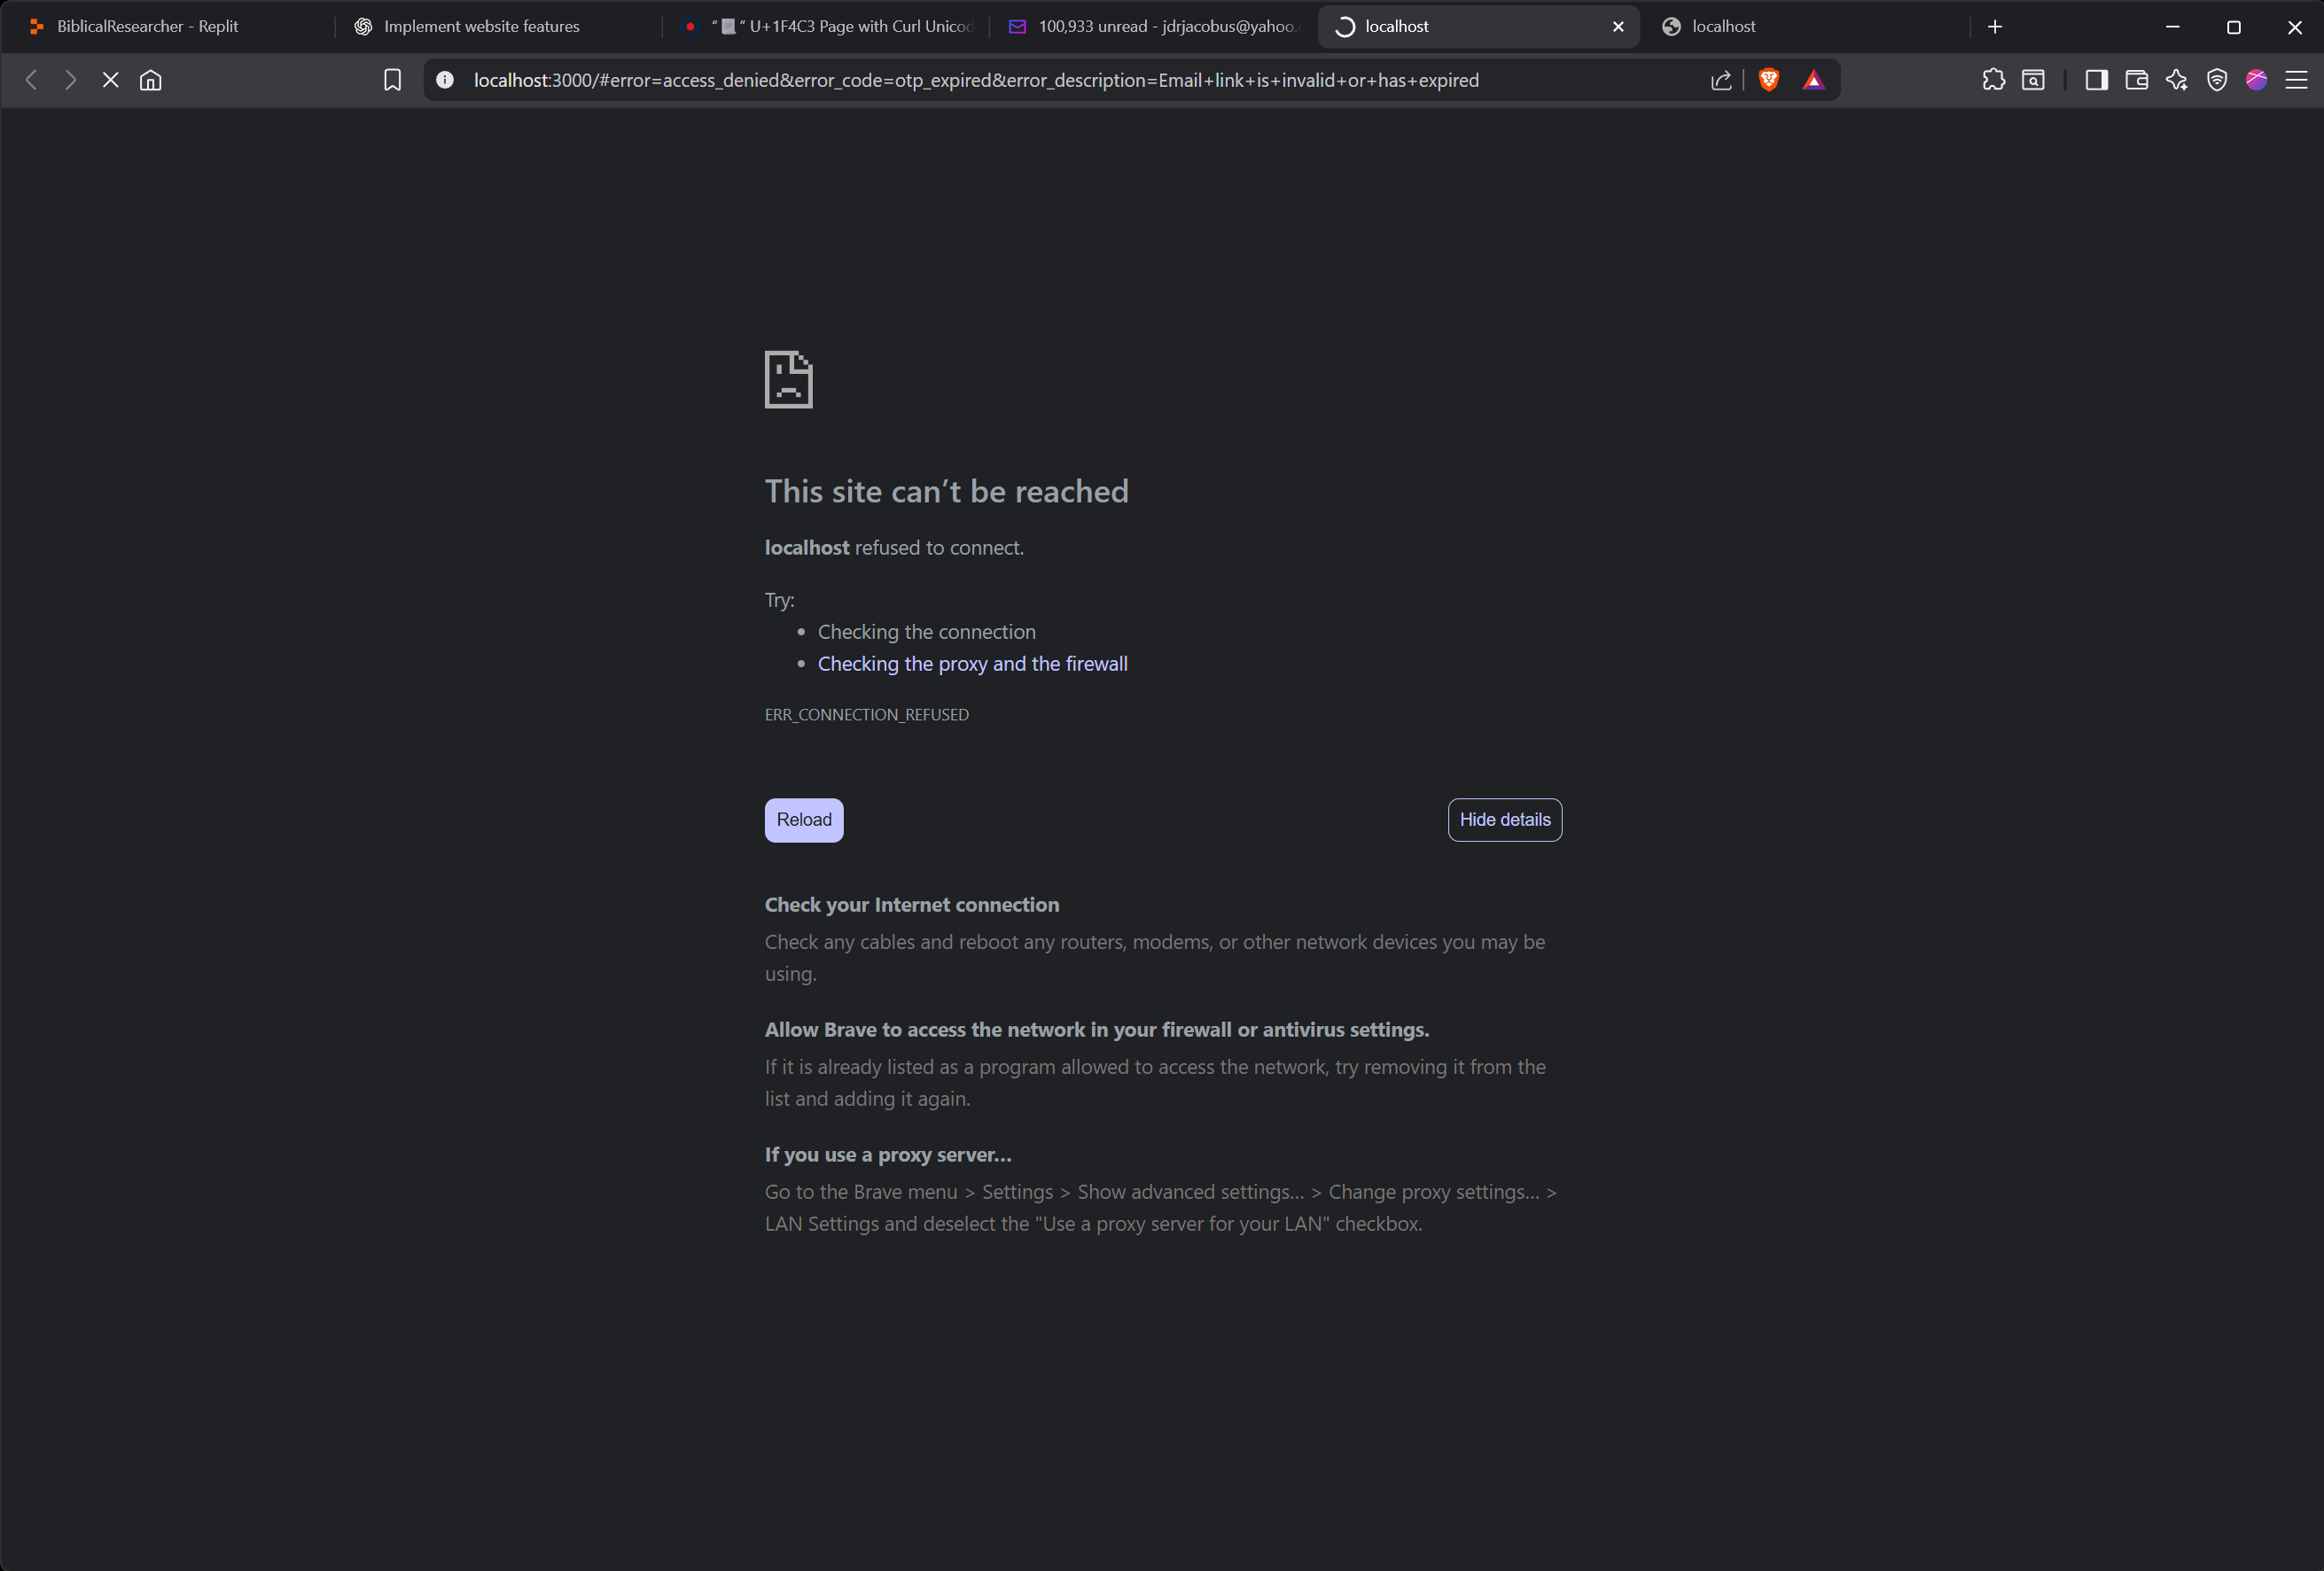 BiblicalResearcher - Replit
Implement website features
“📃“ U+1F4C3 Page with Curl Unicod
100,933 unread - jdrjacobus@yahoo.
localhost
localhost
localhost:3000/#error=access_denied&error_code=otp_expired&error_description=Email+link+is+invalid+or+has+expired
This site can’t be reached
localhost refused to connect.
Try:
• Checking the connection
• Checking the proxy and the firewall
ERR_CONNECTION_REFUSED
Reload
Hide details
Check your Internet connection
Check any cables and reboot any routers, modems, or other network devices you may be
using.
Allow Brave to access the network in your firewall or antivirus settings.
If it is already listed as a program allowed to access the network, try removing it from the
list and adding it again.
If you use a proxy server…
Go to the Brave menu > Settings > Show advanced settings… > Change proxy settings… >
LAN Settings and deselect the "Use a proxy server for your LAN" checkbox.